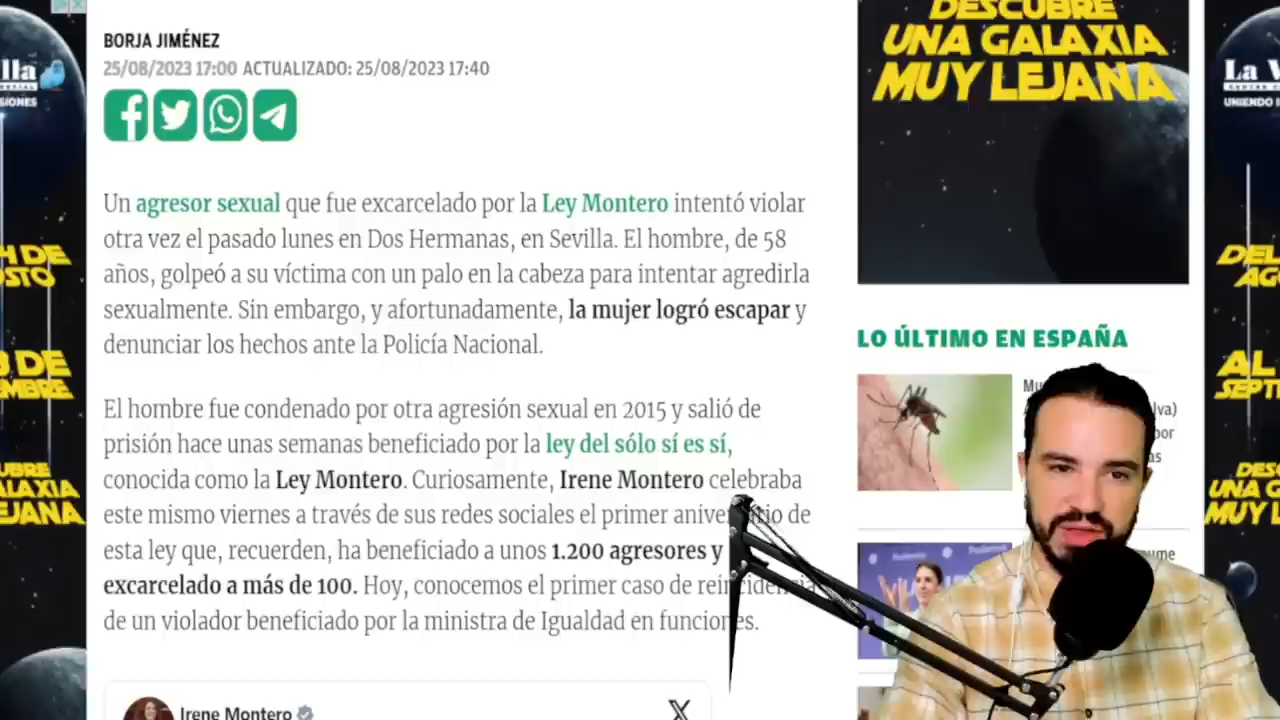 BORJA JIMÉNEZ
25/08/2023 17:00 ACTUALIZADO: 25/08/2023 17:40
Un agresor sexual que fue excarcelado por la Ley Montero intentó violar
otra vez el pasado lunes en Dos Hermanas, en Sevilla. El hombre, de 58
años, golpeó a su víctima con un palo en la cabeza para intentar agredirla
sexualmente. Sin embargo, y afortunadamente, la mujer logró escapar y
denunciar los hechos ante la Policía Nacional.
El hombre fue condenado por otra agresión sexual en 2015 y salió de
prisión hace unas semanas beneficiado por la ley del sólo sí es sí,
conocida como la Ley Montero. Curiosamente, Irene Montero celebraba
este mismo viernes a través de sus redes sociales el primer aniversario de
esta ley que, recuerden, ha beneficiado a unos 1.200 agresores y
excarcelado a más de 100. Hoy, conocemos el primer caso de reincidencia
de un violador beneficiado por la ministra de Igualdad en funciones.
Irene Montero
DESCUBRE
UNA GALAXIA
MUY LEJANA
LO ÚLTIMO EN ESPAÑA
La V
UNIENDO
DE
AL